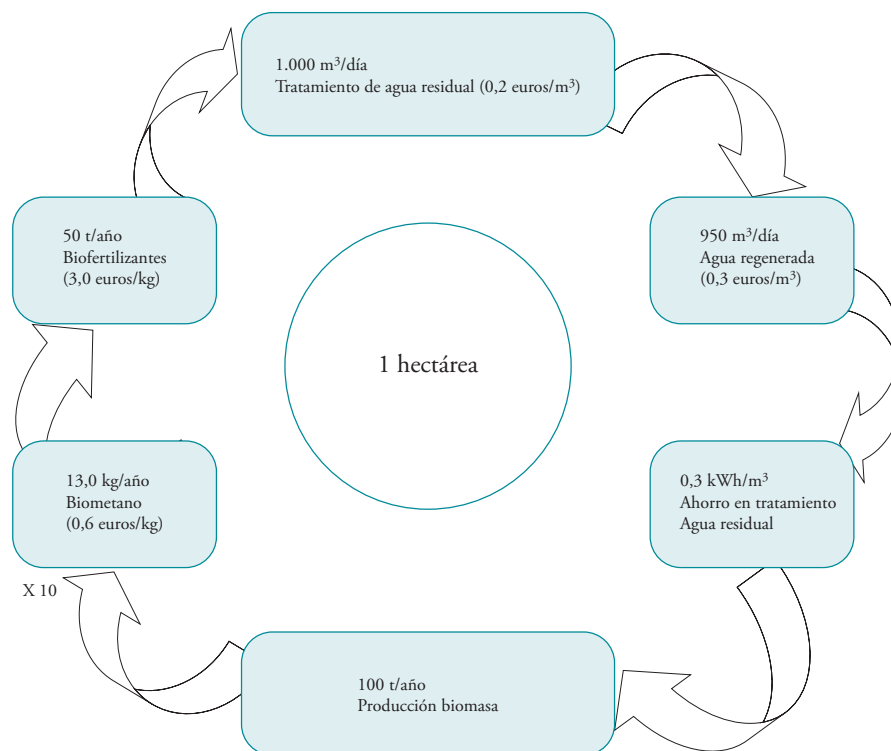 1.000 m³/día
Tratamiento de agua residual (0,2 euros/m³)
950 m³/día
Agua regenerada
(0,3 euros/m³)
0,3 kWh/m³
Ahorro en tratamiento
Agua residual
100 t/año
Producción biomasa
X 10
13,0 kg/año
Biometano
(0,6 euros/kg)
50 t/año
Biofertilizantes
(3,0 euros/kg)
1 hectárea